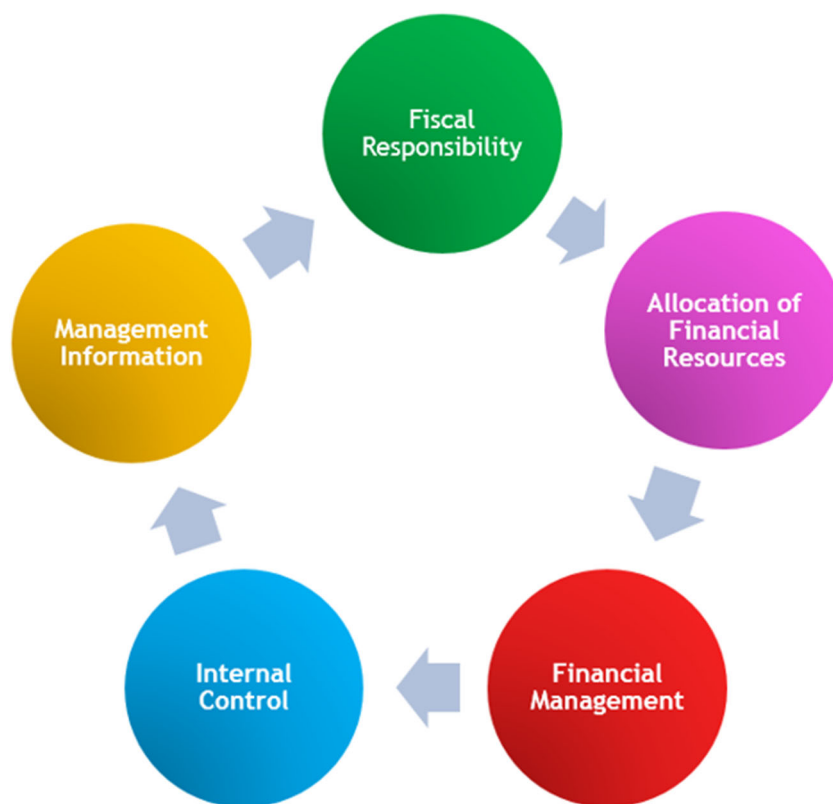 Fiscal
Responsibility
Allocation of
Financial
Resources
Financial
Management
Internal
Control
Management
Information